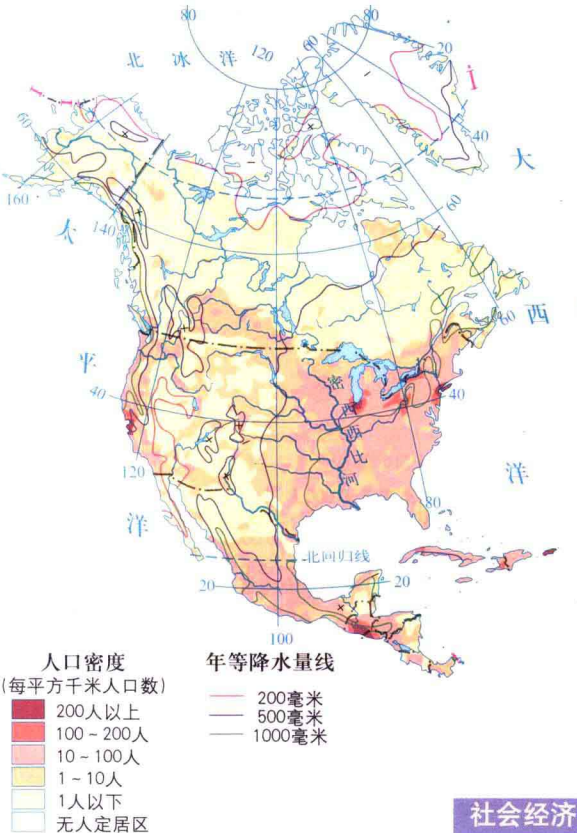 80
80
60
20
北冰洋
120
40
60
160
140
大
太
60
60
西
平
40
密西西比河
40
120
洋
80
洋
北回归线
20
20
100
人口密度
(每平方千米人口数)
200人以上
100~200人
10~100人
1~10人
1人以下
无人定居区
年等降水量线
200毫米
500毫米
1000毫米
社会经济